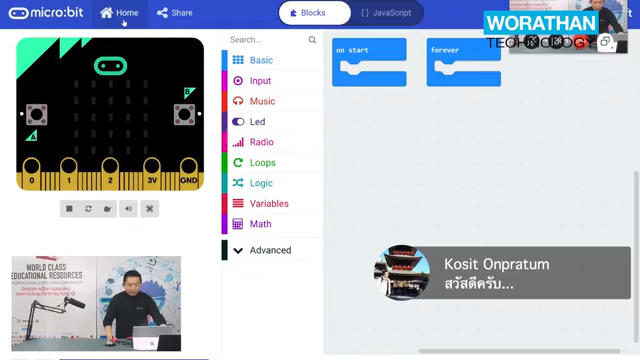 micro:bit
Home
Share
Blocks
{} JavaScript
WORATHAN
TECHNOLOGY
Search...
on start
forever
Basic
Input
Music
Led
Radio
Loops
Logic
Variables
Math
Advanced
B
A
0
1
2
3V
GND
WORLD CLASS
EDUCATIONAL RESOURCES
Kosit Onpratum
สวัสดีครับ...